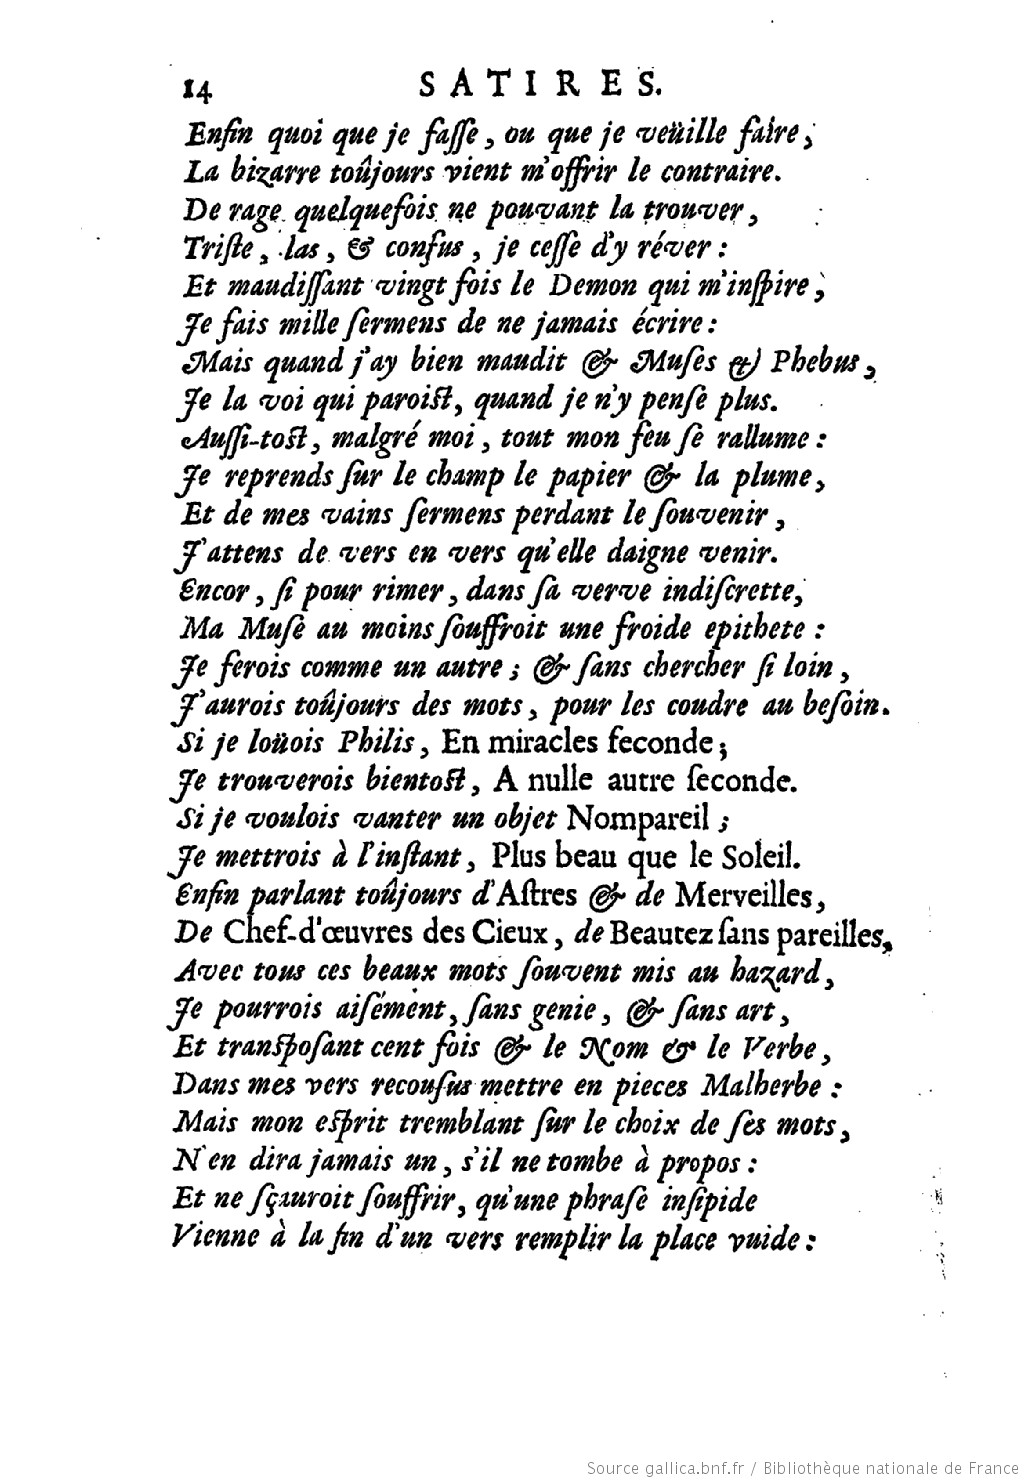 14 SATIRES.
Enfin quoi que je faſſe, ou que je veüille faire,
La bizarre toûjours vient m'offrir le contraire.
De rage quelquefois ne pouvant la trouver,
Triſte, las, & confus, je ceſſe d'y réver :
Et maudiſſant vingt fois le Demon qui m'inſpire,
Je fais mille ſermens de ne jamais écrire :
Mais quand j'ay bien maudit & Muſes & Phebus,
Je la voi qui paroiſt, quand je n'y penſe plus.
Auſſi-toſt, malgré moi, tout mon feu ſe rallume :
Je reprends ſur le champ le papier & la plume,
Et de mes vains ſermens perdant le ſouvenir,
J'attens de vers en vers qu'elle daigne venir.
Encor, ſi pour rimer, dans ſa verve indiſcrette,
Ma Muſe au moins ſouffroit une froide epithete :
Je ferois comme un autre ; & ſans chercher ſi loin,
J'aurois toûjours des mots, pour les coudre au beſoin.
Si je loüois Philis, En miracles feconde ;
Je trouverois bientoſt, A nulle autre ſeconde.
Si je voulois vanter un objet Nompareil ;
Je mettrois à l'inſtant, Plus beau que le Soleil.
Enfin parlant toûjours d'Aſtres & de Merveilles,
De Chef-d'œuvres des Cieux, de Beautez ſans pareilles,
Avec tous ces beaux mots ſouvent mis au hazard,
Je pourrois aiſément, ſans genie, & ſans art,
Et tranſpoſant cent fois & le Nom & le Verbe,
Dans mes vers recouſus mettre en pieces Malherbe :
Mais mon eſprit tremblant ſur le choix de ſes mots,
N'en dira jamais un, s'il ne tombe à propos :
Et ne ſçauroit ſouffrir, qu'une phraſe inſipide
Vienne à la fin d'un vers remplir la place vuide :
Source gallica.bnf.fr / Bibliothèque nationale de France